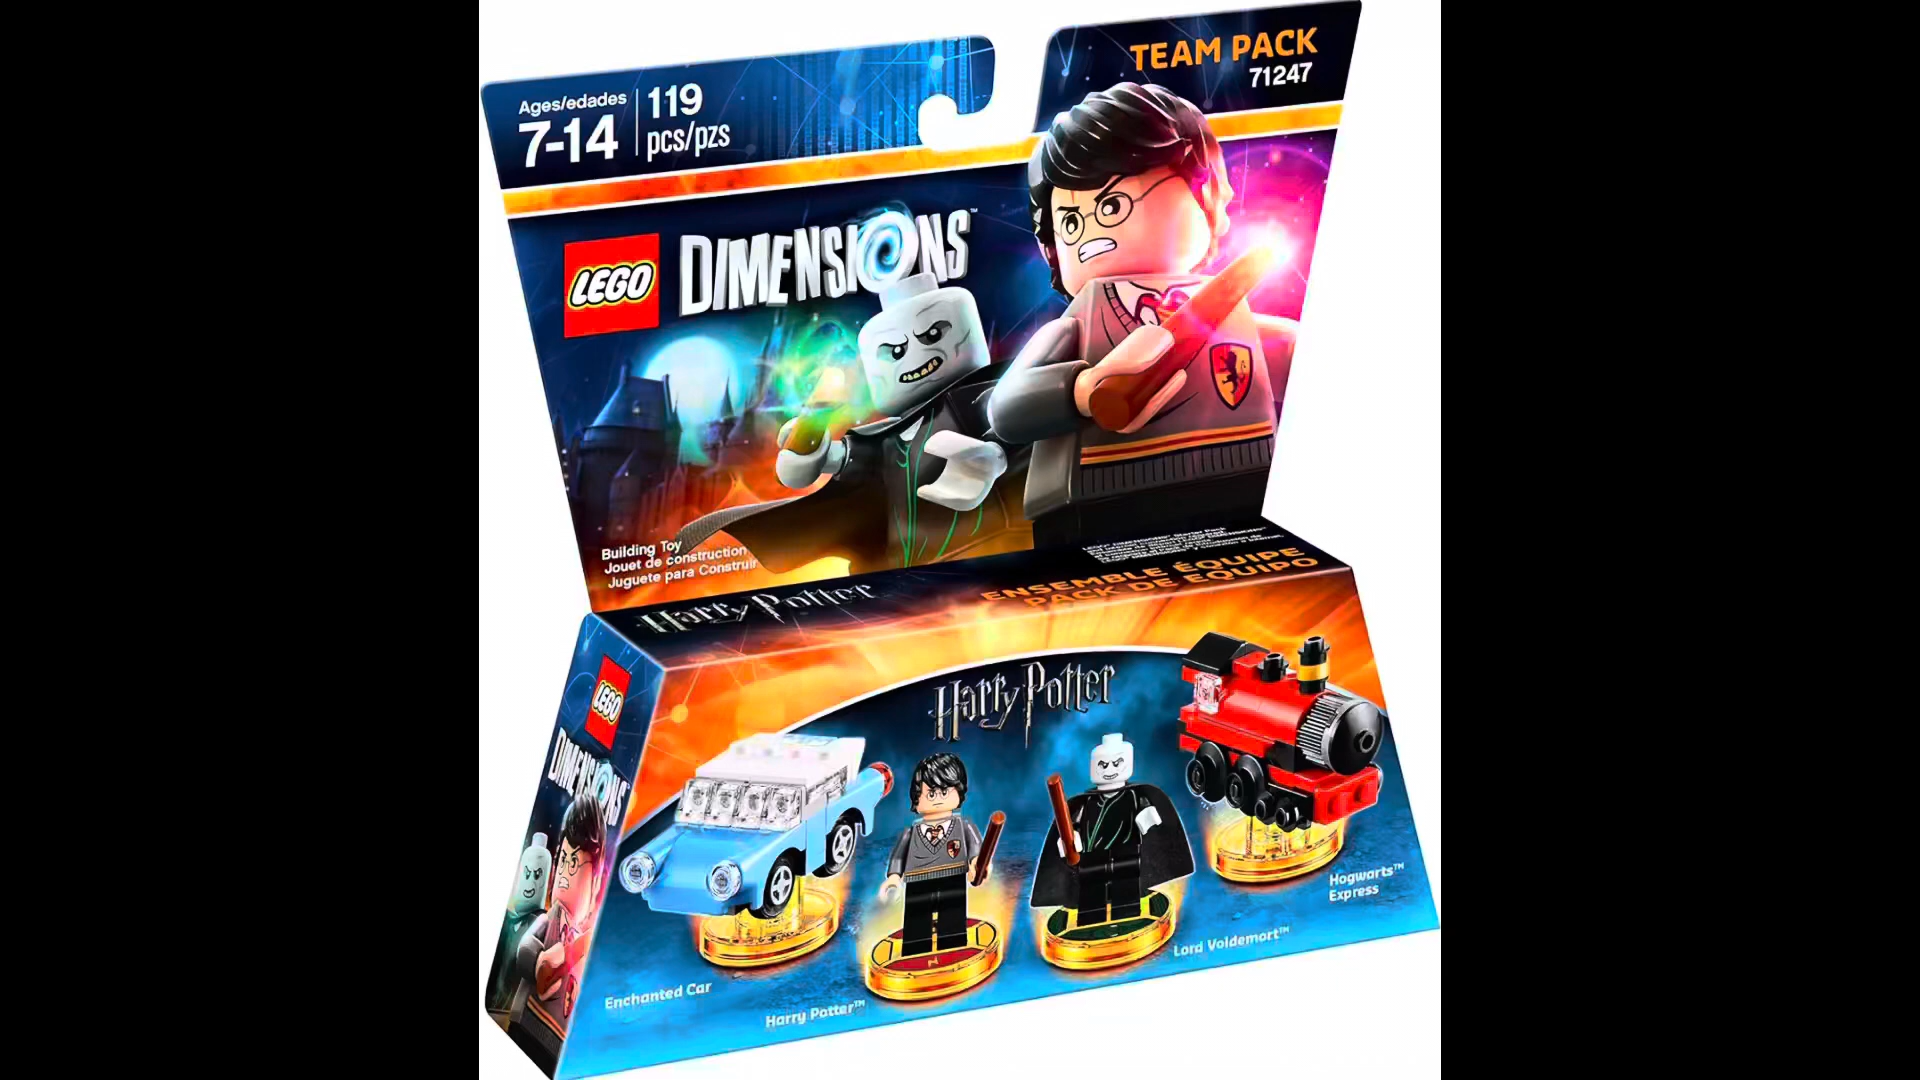 TEAM PACK
71247
Ages/edades
7-14
119
pcs/pzs
LEGO
DIMENSIONS™
Building Toy
Jouet de construction
Juguete para Construir
Harry Potter
ENSEMBLE ÉQUIPE
PACK DE EQUIPO
LEGO
DIMENSIONS
Harry Potter
Enchanted Car
Harry Potter™
Lord Voldemort™
Hogwarts™
Express